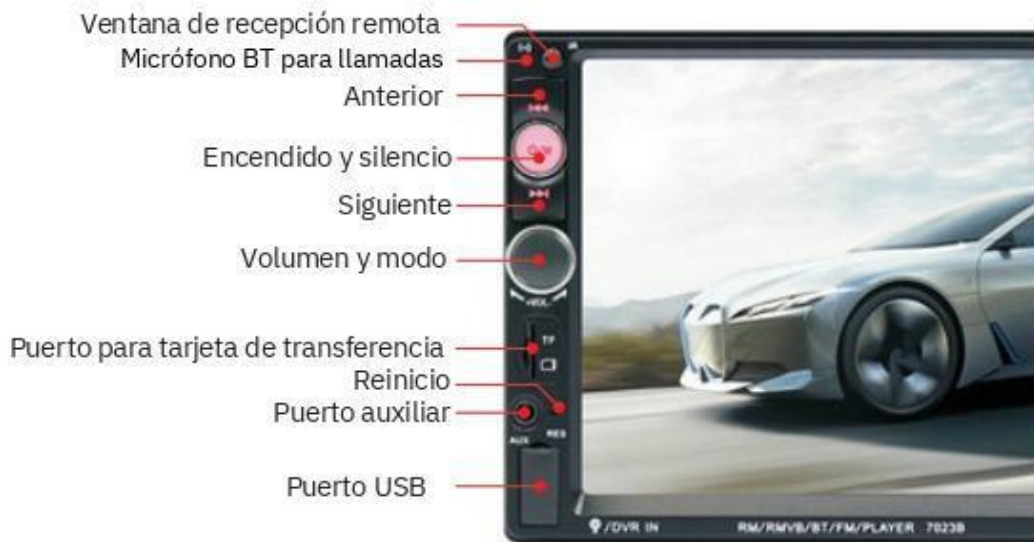 Ventana de recepción remota
Micrófono BT para llamadas
Anterior
Encendido y silencio
Siguiente
Volumen y modo
-VOL-
Puerto para tarjeta de transferencia
TF
Reinicio
Puerto auxiliar
AUX RES
Puerto USB
/DVR IN RM/RMVB/BT/FM/PLAYER 7023B